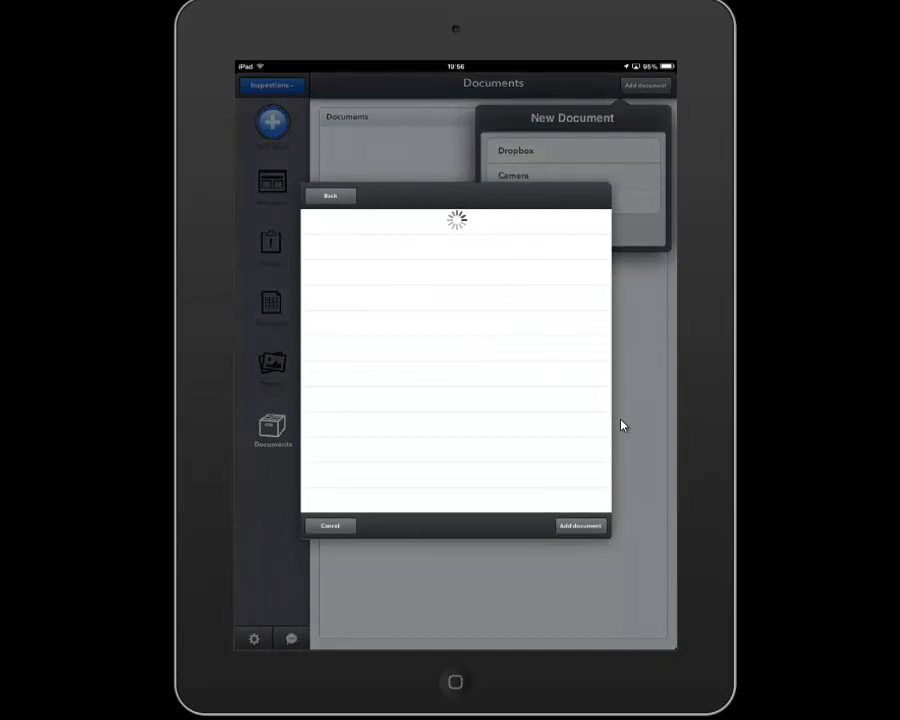 iPad
19:56
95%
Inspections
Documents
Add document
Documents
New Document
Dropbox
Camera
Back
Documents
Cancel
Add document